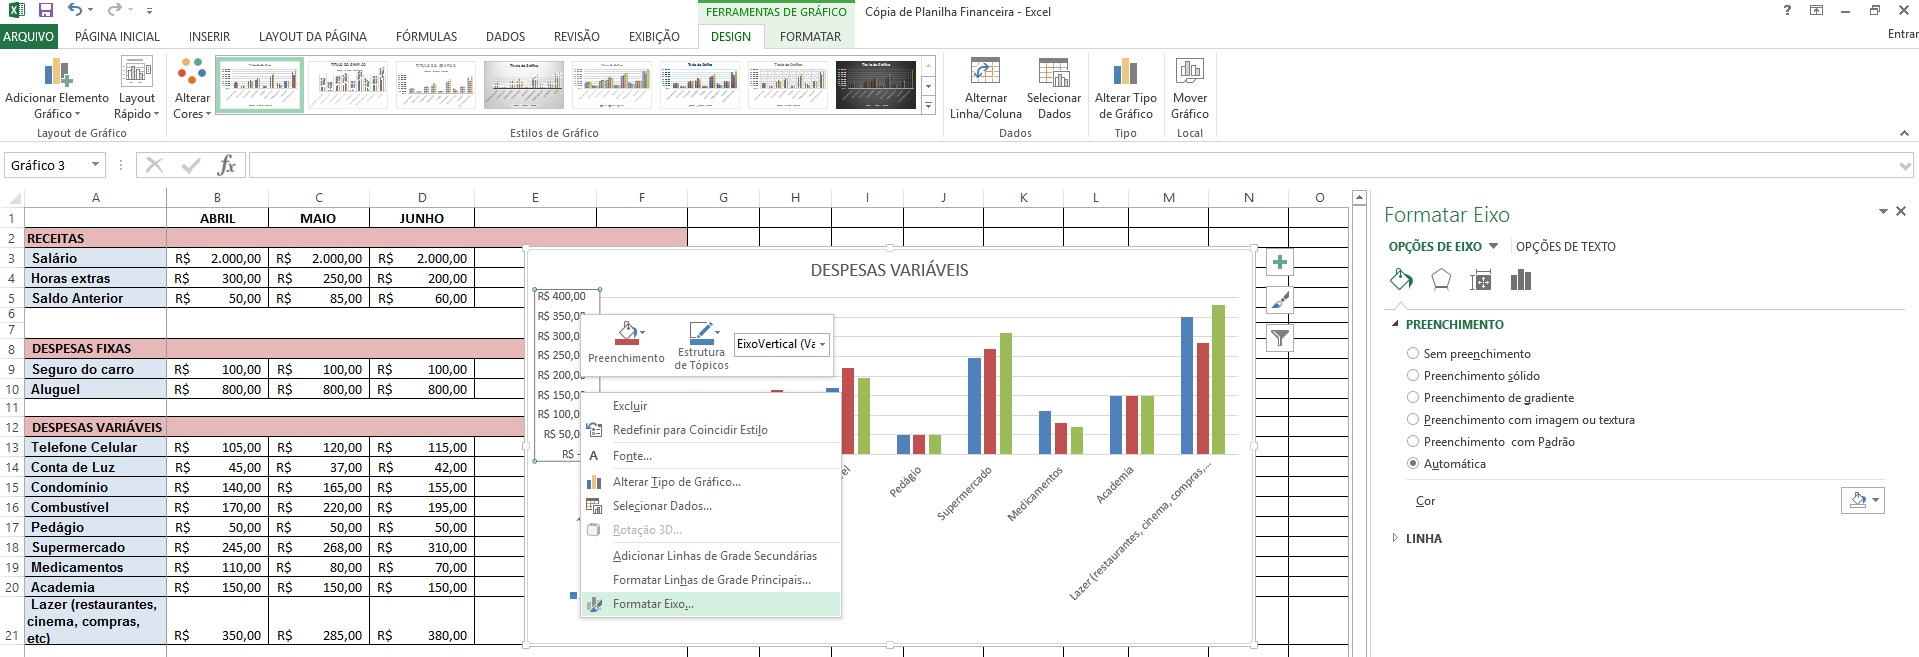 FERRAMENTAS DE GRÁFICO
Cópia de Planilha Financeira - Excel
?
ARQUIVO PÁGINA INICIAL INSERIR LAYOUT DA PÁGINA FÓRMULAS DADOS REVISÃO EXIBIÇÃO DESIGN FORMATAR
Entrar
Adicionar Elemento
Gráfico
Layout
Rápido
Layout de Gráfico
Alterar
Cores
Estilos de Gráfico
Alternar
Linha/Coluna
Selecionar
Dados
Dados
Alterar Tipo
de Gráfico
Tipo
Mover
Gráfico
Local
Gráfico 3
fx
A B C D E F G H I J K L M N O
1 ABRIL MAIO JUNHO
2 RECEITAS
3 Salário R$ 2.000,00 R$ 2.000,00 R$ 2.000,00
4 Horas extras R$ 300,00 R$ 250,00 R$ 200,00
5 Saldo Anterior R$ 50,00 R$ 85,00 R$ 60,00
6
7
8 DESPESAS FIXAS
9 Seguro do carro R$ 100,00 R$ 100,00 R$ 100,00
10 Aluguel R$ 800,00 R$ 800,00 R$ 800,00
11
12 DESPESAS VARIÁVEIS
13 Telefone Celular R$ 105,00 R$ 120,00 R$ 115,00
14 Conta de Luz R$ 45,00 R$ 37,00 R$ 42,00
15 Condomínio R$ 140,00 R$ 165,00 R$ 155,00
16 Combustível R$ 170,00 R$ 220,00 R$ 195,00
17 Pedágio R$ 50,00 R$ 50,00 R$ 50,00
18 Supermercado R$ 245,00 R$ 268,00 R$ 310,00
19 Medicamentos R$ 110,00 R$ 80,00 R$ 70,00
20 Academia R$ 150,00 R$ 150,00 R$ 150,00
Lazer (restaurantes,
cinema, compras,
21 etc) R$ 350,00 R$ 285,00 R$ 380,00
DESPESAS VARIÁVEIS
R$ 400,00
R$ 350,0
R$ 300,0
R$ 250,0
R$ 200,0
R$ 150,0
R$ 100,0
R$ 50,0
R$ -
Preenchimento
Estrutura
de Tópicos
EixoVertical (Va
Excluir
Redefinir para Coincidir Estilo
Fonte...
Alterar Tipo de Gráfico...
Selecionar Dados...
Rotação 3D...
Adicionar Linhas de Grade Secundárias
Formatar Linhas de Grade Principais...
Formatar Eixo...
el
Pedágio
Supermercado
Medicamentos
Academia
Lazer (restaurantes, cinema, compras,...
Formatar Eixo
OPÇÕES DE EIXO OPÇÕES DE TEXTO
PREENCHIMENTO
Sem preenchimento
Preenchimento sólido
Preenchimento de gradiente
Preenchimento com imagem ou textura
Preenchimento com Padrão
Automática
Cor
LINHA